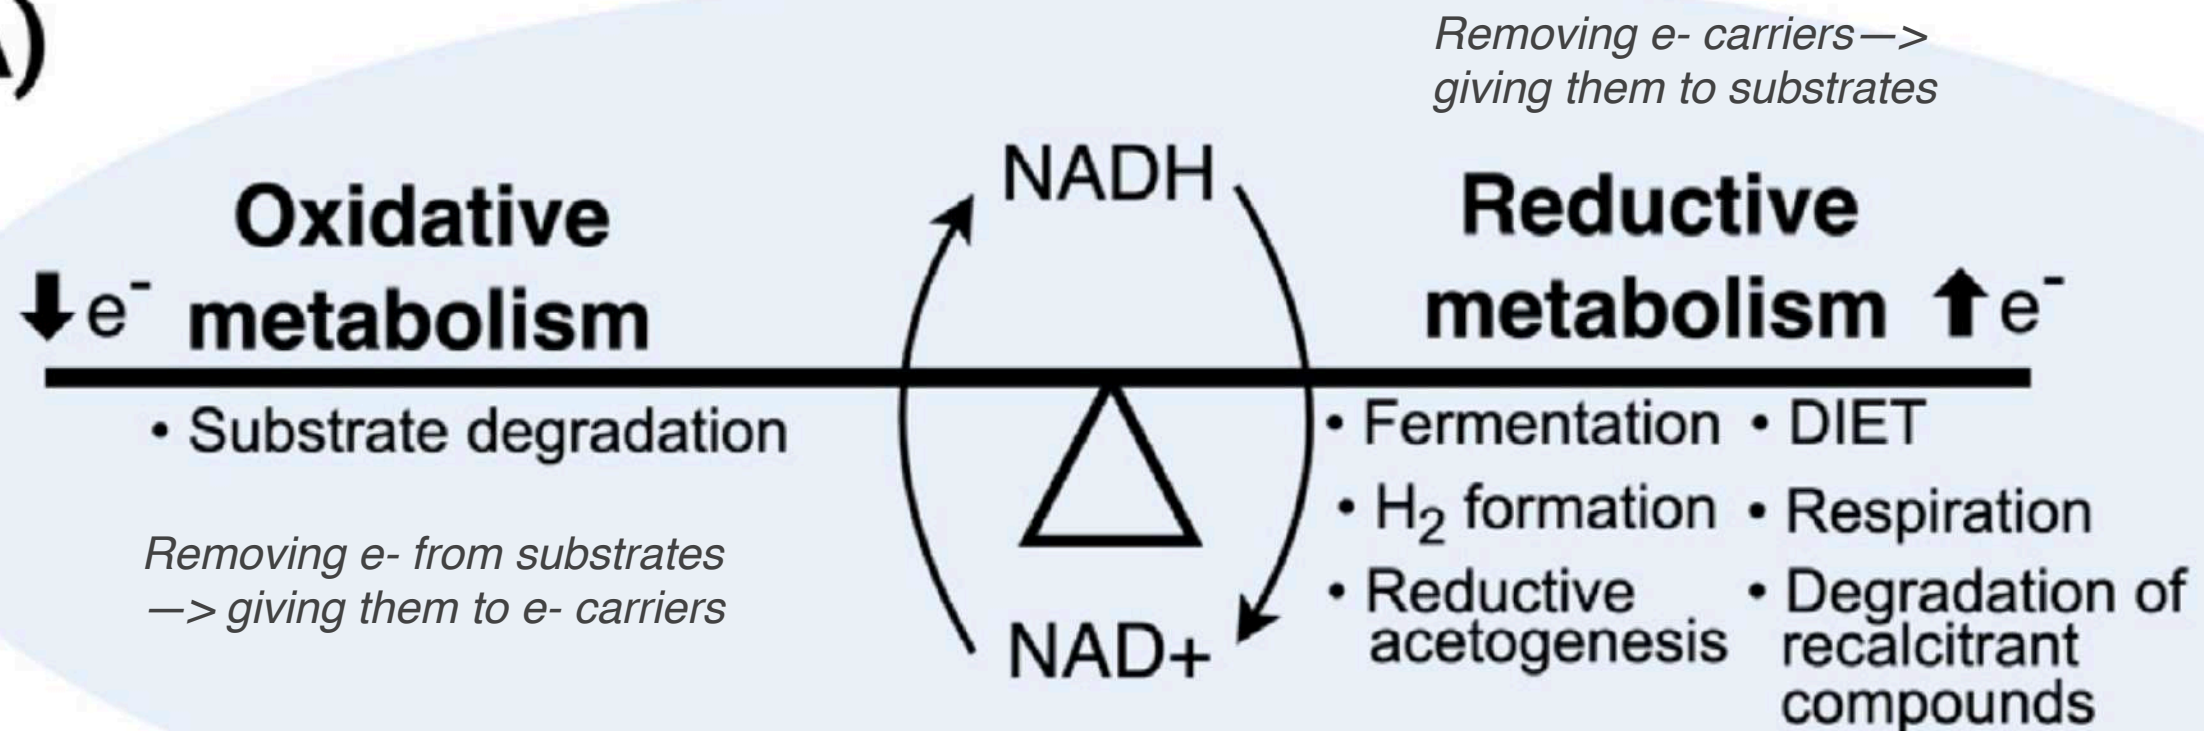 A)
Removing e- carriers—>
giving them to substrates
NADH
Oxidative
metabolism
↓e⁻
Reductive
metabolism
↑e⁻
• Substrate degradation
Removing e- from substrates
—> giving them to e- carriers
NAD+
• Fermentation
• H₂ formation
• Reductive
acetogenesis
• DIET
• Respiration
• Degradation of
recalcitrant
compounds